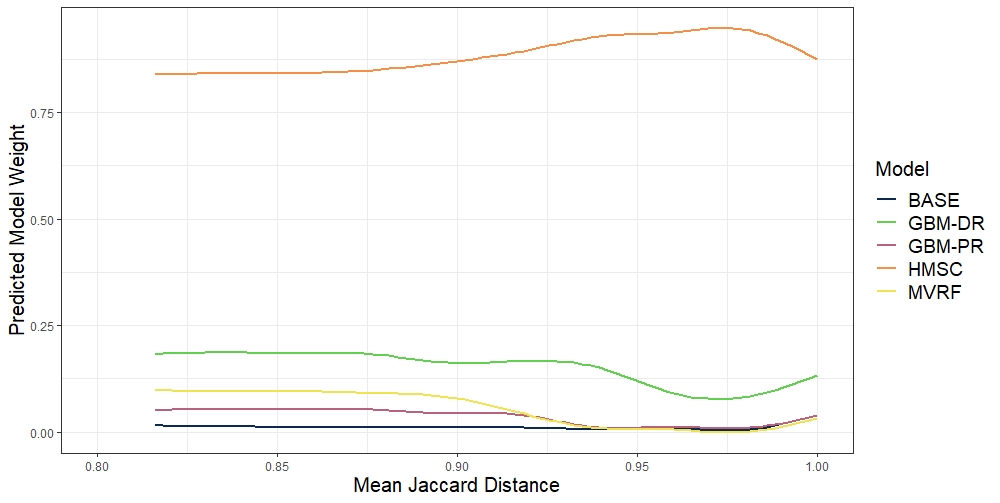 Predicted Model Weight
0.75
0.50
0.25
0.00
0.80
0.85
0.90
0.95
1.00
Mean Jaccard Distance
Model
BASE
GBM-DR
GBM-PR
HMSC
MVRF